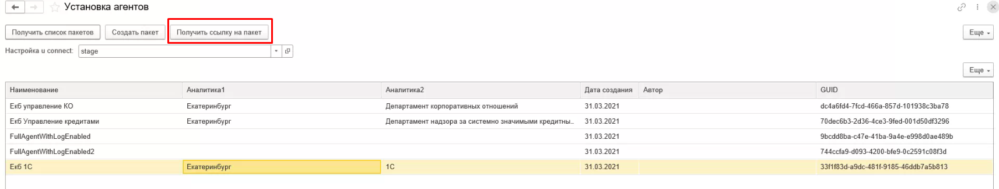 Установка агентов
Получить список пакетов Создать пакет Получить ссылку на пакет Еще
Настройка u connect: stage
Еще
Наименование Аналитика1 Аналитика2 Дата создания Автор GUID
Екб управление КО Екатеринбург Департамент корпоративных отношений 31.03.2021 dc4a6fd4-7fcd-466a-857d-101938c3ba78
Екб Управление кредитами Екатеринбург Департамент надзора за системно значимыми кредитны... 31.03.2021 70dec6b3-2d36-4ce3-9fed-001d50df3296
FullAgentWithLogEnabled 31.03.2021 9bcdd8ba-c47e-41ba-9a4e-e998d0ae489b
FullAgentWithLogEnabled2 31.03.2021 744ccfa9-d093-4200-bfe9-0c2591c08f3d
Екб 1С Екатеринбург 1С 31.03.2021 33f1f83d-a9dc-481f-9185-46ddb7a5b813